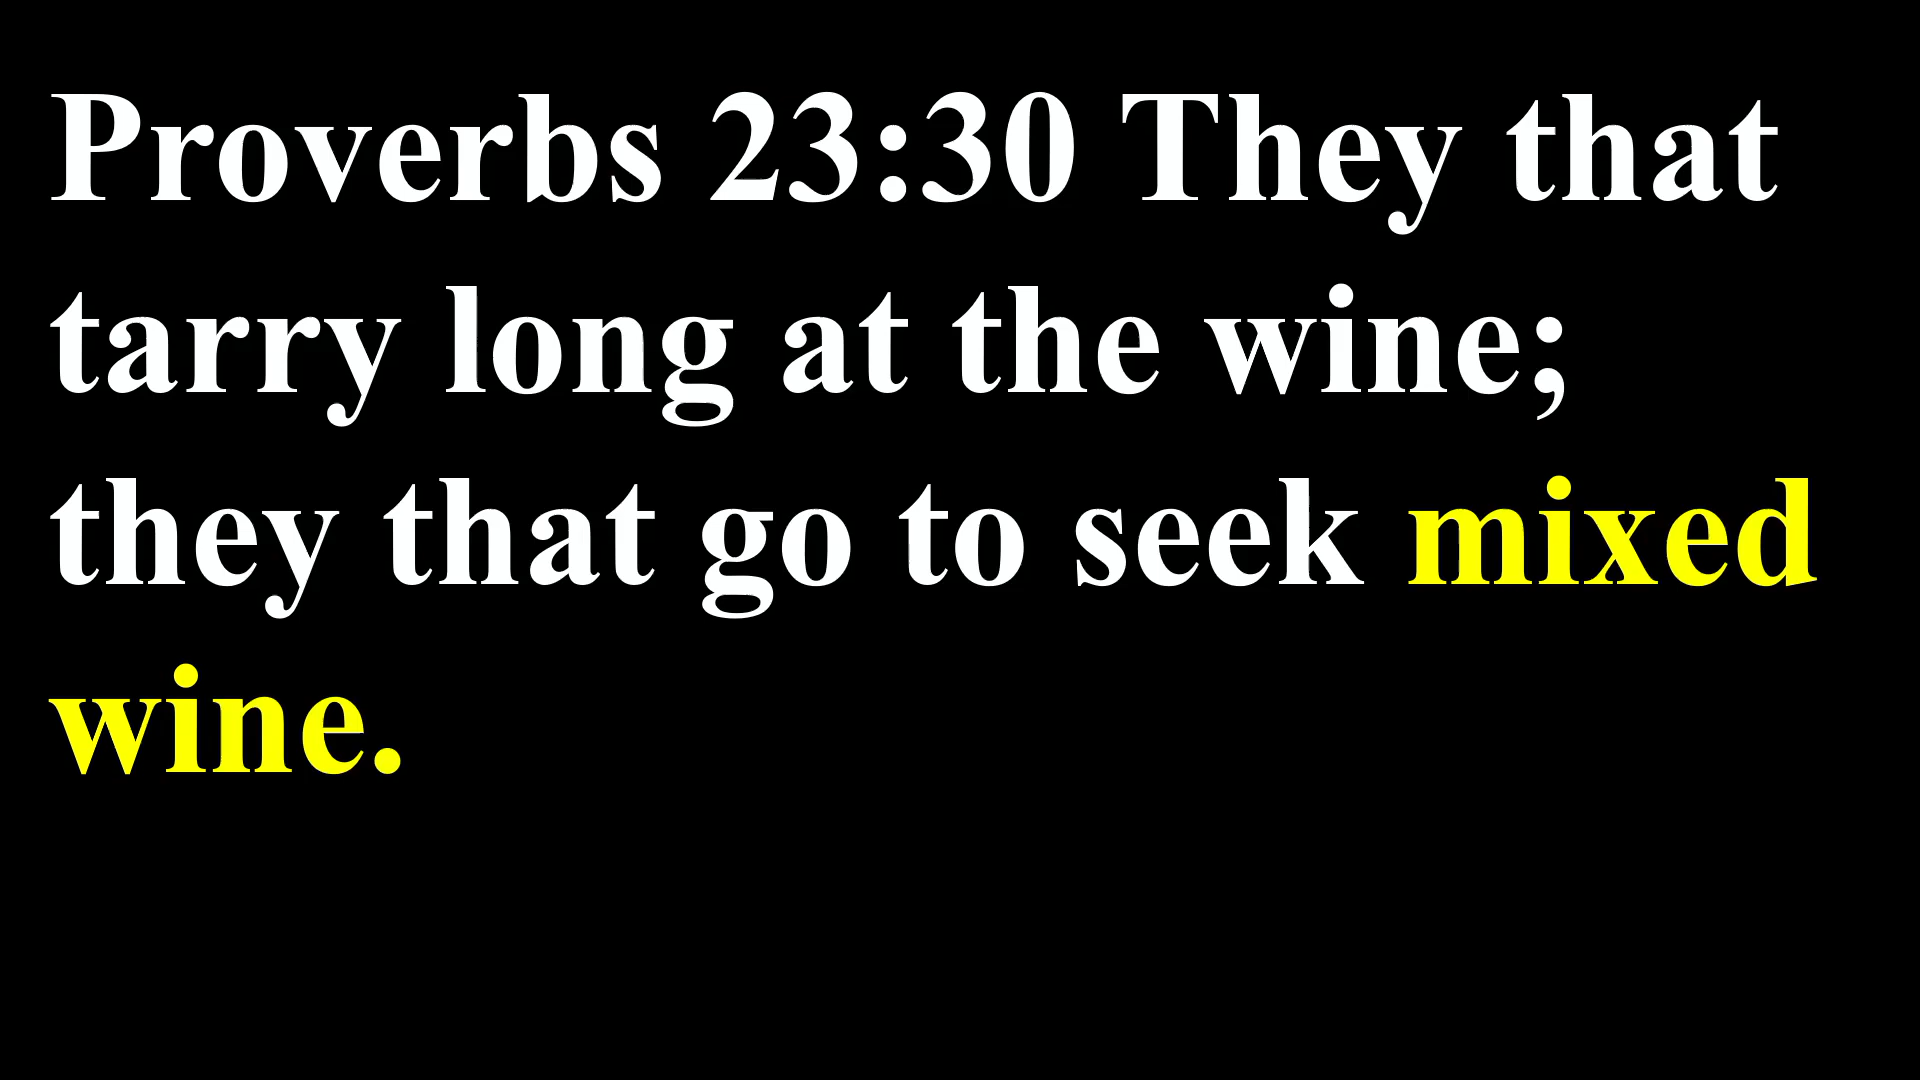 Proverbs 23:30 They that
tarry long at the wine;
they that go to seek mixed
wine.